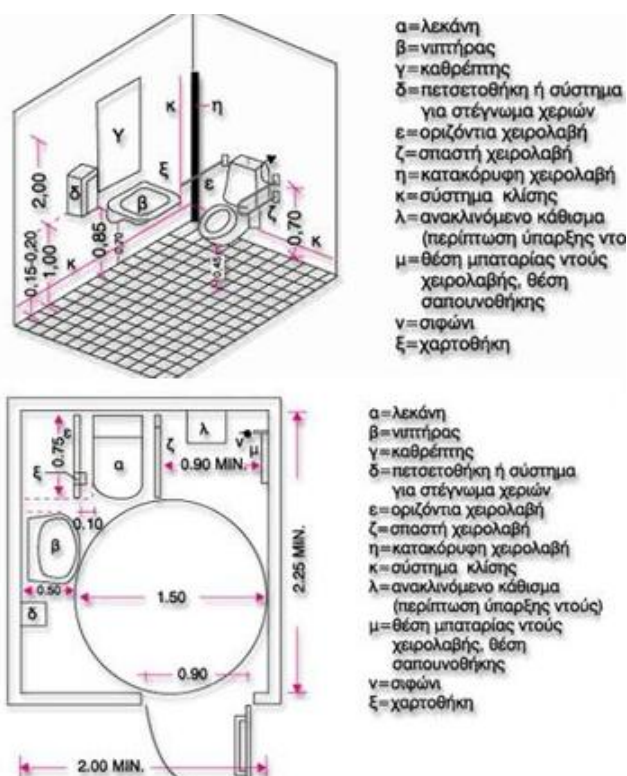 α=λεκάνη
β=νιπτήρας
γ=καθρέπτης
δ=πετσετοθήκη ή σύστημα
για στέγνωμα χεριών
ε=οριζόντια χειρολαβή
ζ=σπαστή χειρολαβή
η=κατακόρυφη χειρολαβή
κ=σύστημα κλίσης
λ=ανακλινόμενο κάθισμα
(περίπτωση ύπαρξης ντο
μ=θέση μπαταρίας ντούς
χειρολαβής, θέση
σαπουνοθήκης
ν=σιφώνι
ξ=χαρτοθήκη
γ
κ
η
ξ
ε
δ
β
ζ
2,00
0,15-0,20
1,00
κ
0,85
0,70
0,45
0,70
κ
α=λεκάνη
β=νιπτήρας
γ=καθρέπτης
δ=πετσετοθήκη ή σύστημα
για στέγνωμα χεριών
ε=οριζόντια χειρολαβή
ζ=σπαστή χειρολαβή
η=κατακόρυφη χειρολαβή
κ=σύστημα κλίσης
λ=ανακλινόμενο κάθισμα
(περίπτωση ύπαρξης ντούς)
μ=θέση μπαταρίας ντούς
χειρολαβής, θέση
σαπουνοθήκης
ν=σιφώνι
ξ=χαρτοθήκη
ε
ζ
λ
ν
μ
0.75
ξ
α
0.90 MIN.
0.10
β
0.50
1.50
2.25 MIN.
δ
0.90
2.00 MIN.